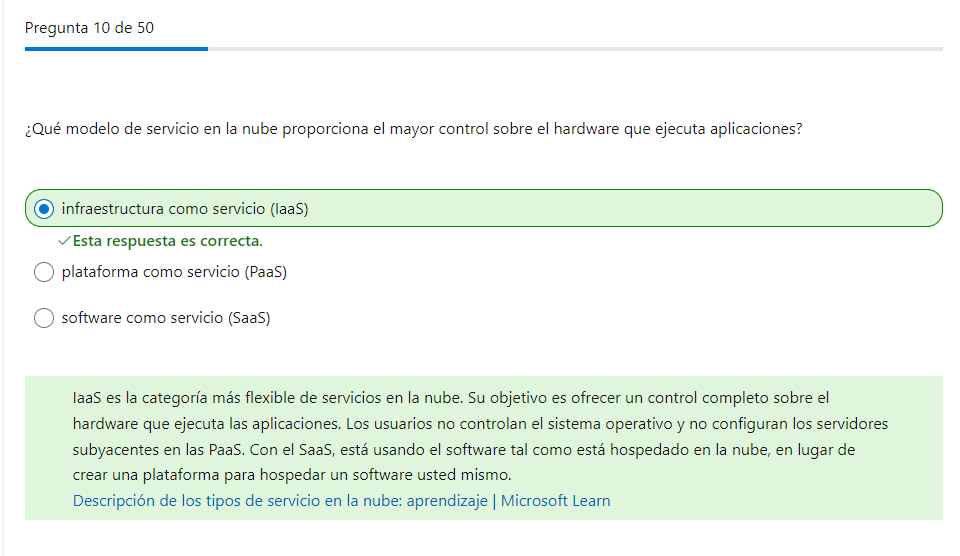 Pregunta 10 de 50
¿Qué modelo de servicio en la nube proporciona el mayor control sobre el hardware que ejecuta aplicaciones?
infraestructura como servicio (IaaS)
Esta respuesta es correcta.
plataforma como servicio (PaaS)
software como servicio (SaaS)
IaaS es la categoría más flexible de servicios en la nube. Su objetivo es ofrecer un control completo sobre el
hardware que ejecuta las aplicaciones. Los usuarios no controlan el sistema operativo y no configuran los servidores
subyacentes en las PaaS. Con el SaaS, está usando el software tal como está hospedado en la nube, en lugar de
crear una plataforma para hospedar un software usted mismo.
Descripción de los tipos de servicio en la nube: aprendizaje | Microsoft Learn